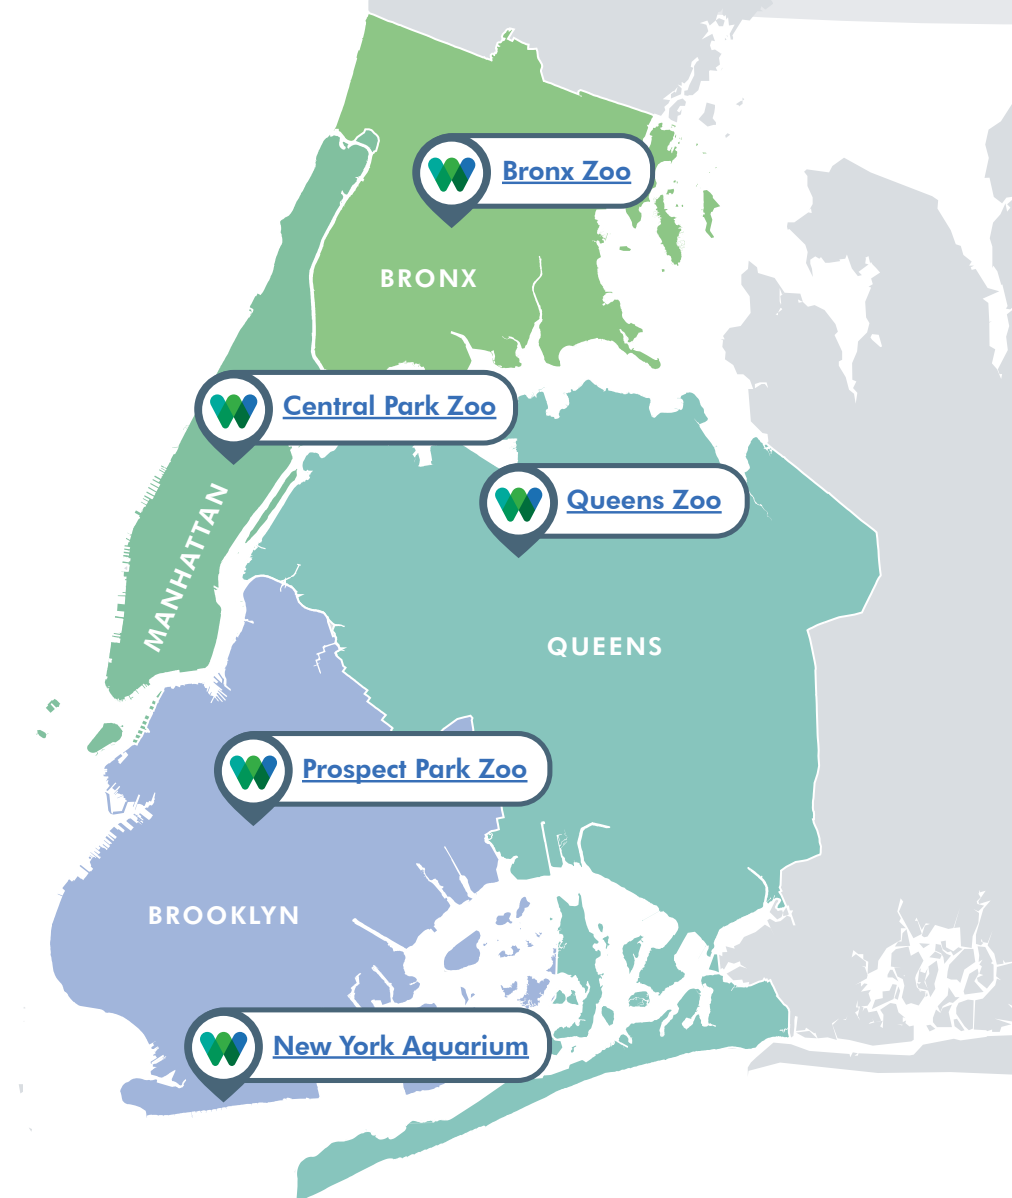 Bronx Zoo
BRONX
Central Park Zoo
Queens Zoo
MANHATTAN
QUEENS
Prospect Park Zoo
BROOKLYN
New York Aquarium